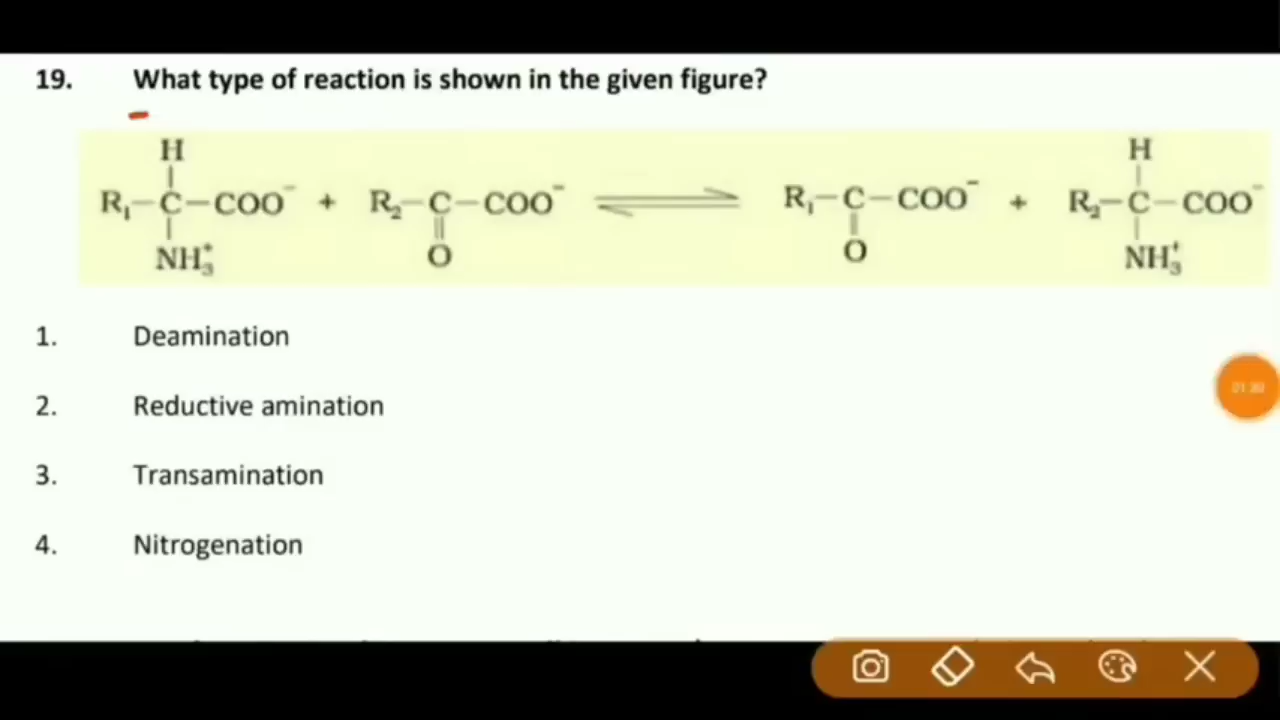 19. What type of reaction is shown in the given figure?
H H
R₁−C−COO⁻ + R₂−C−COO⁻ ⇌ R₁−C−COO⁻ + R₂−C−COO⁻
NH₃⁺ O O NH₃⁺
1. Deamination
2. Reductive amination
3. Transamination
4. Nitrogenation